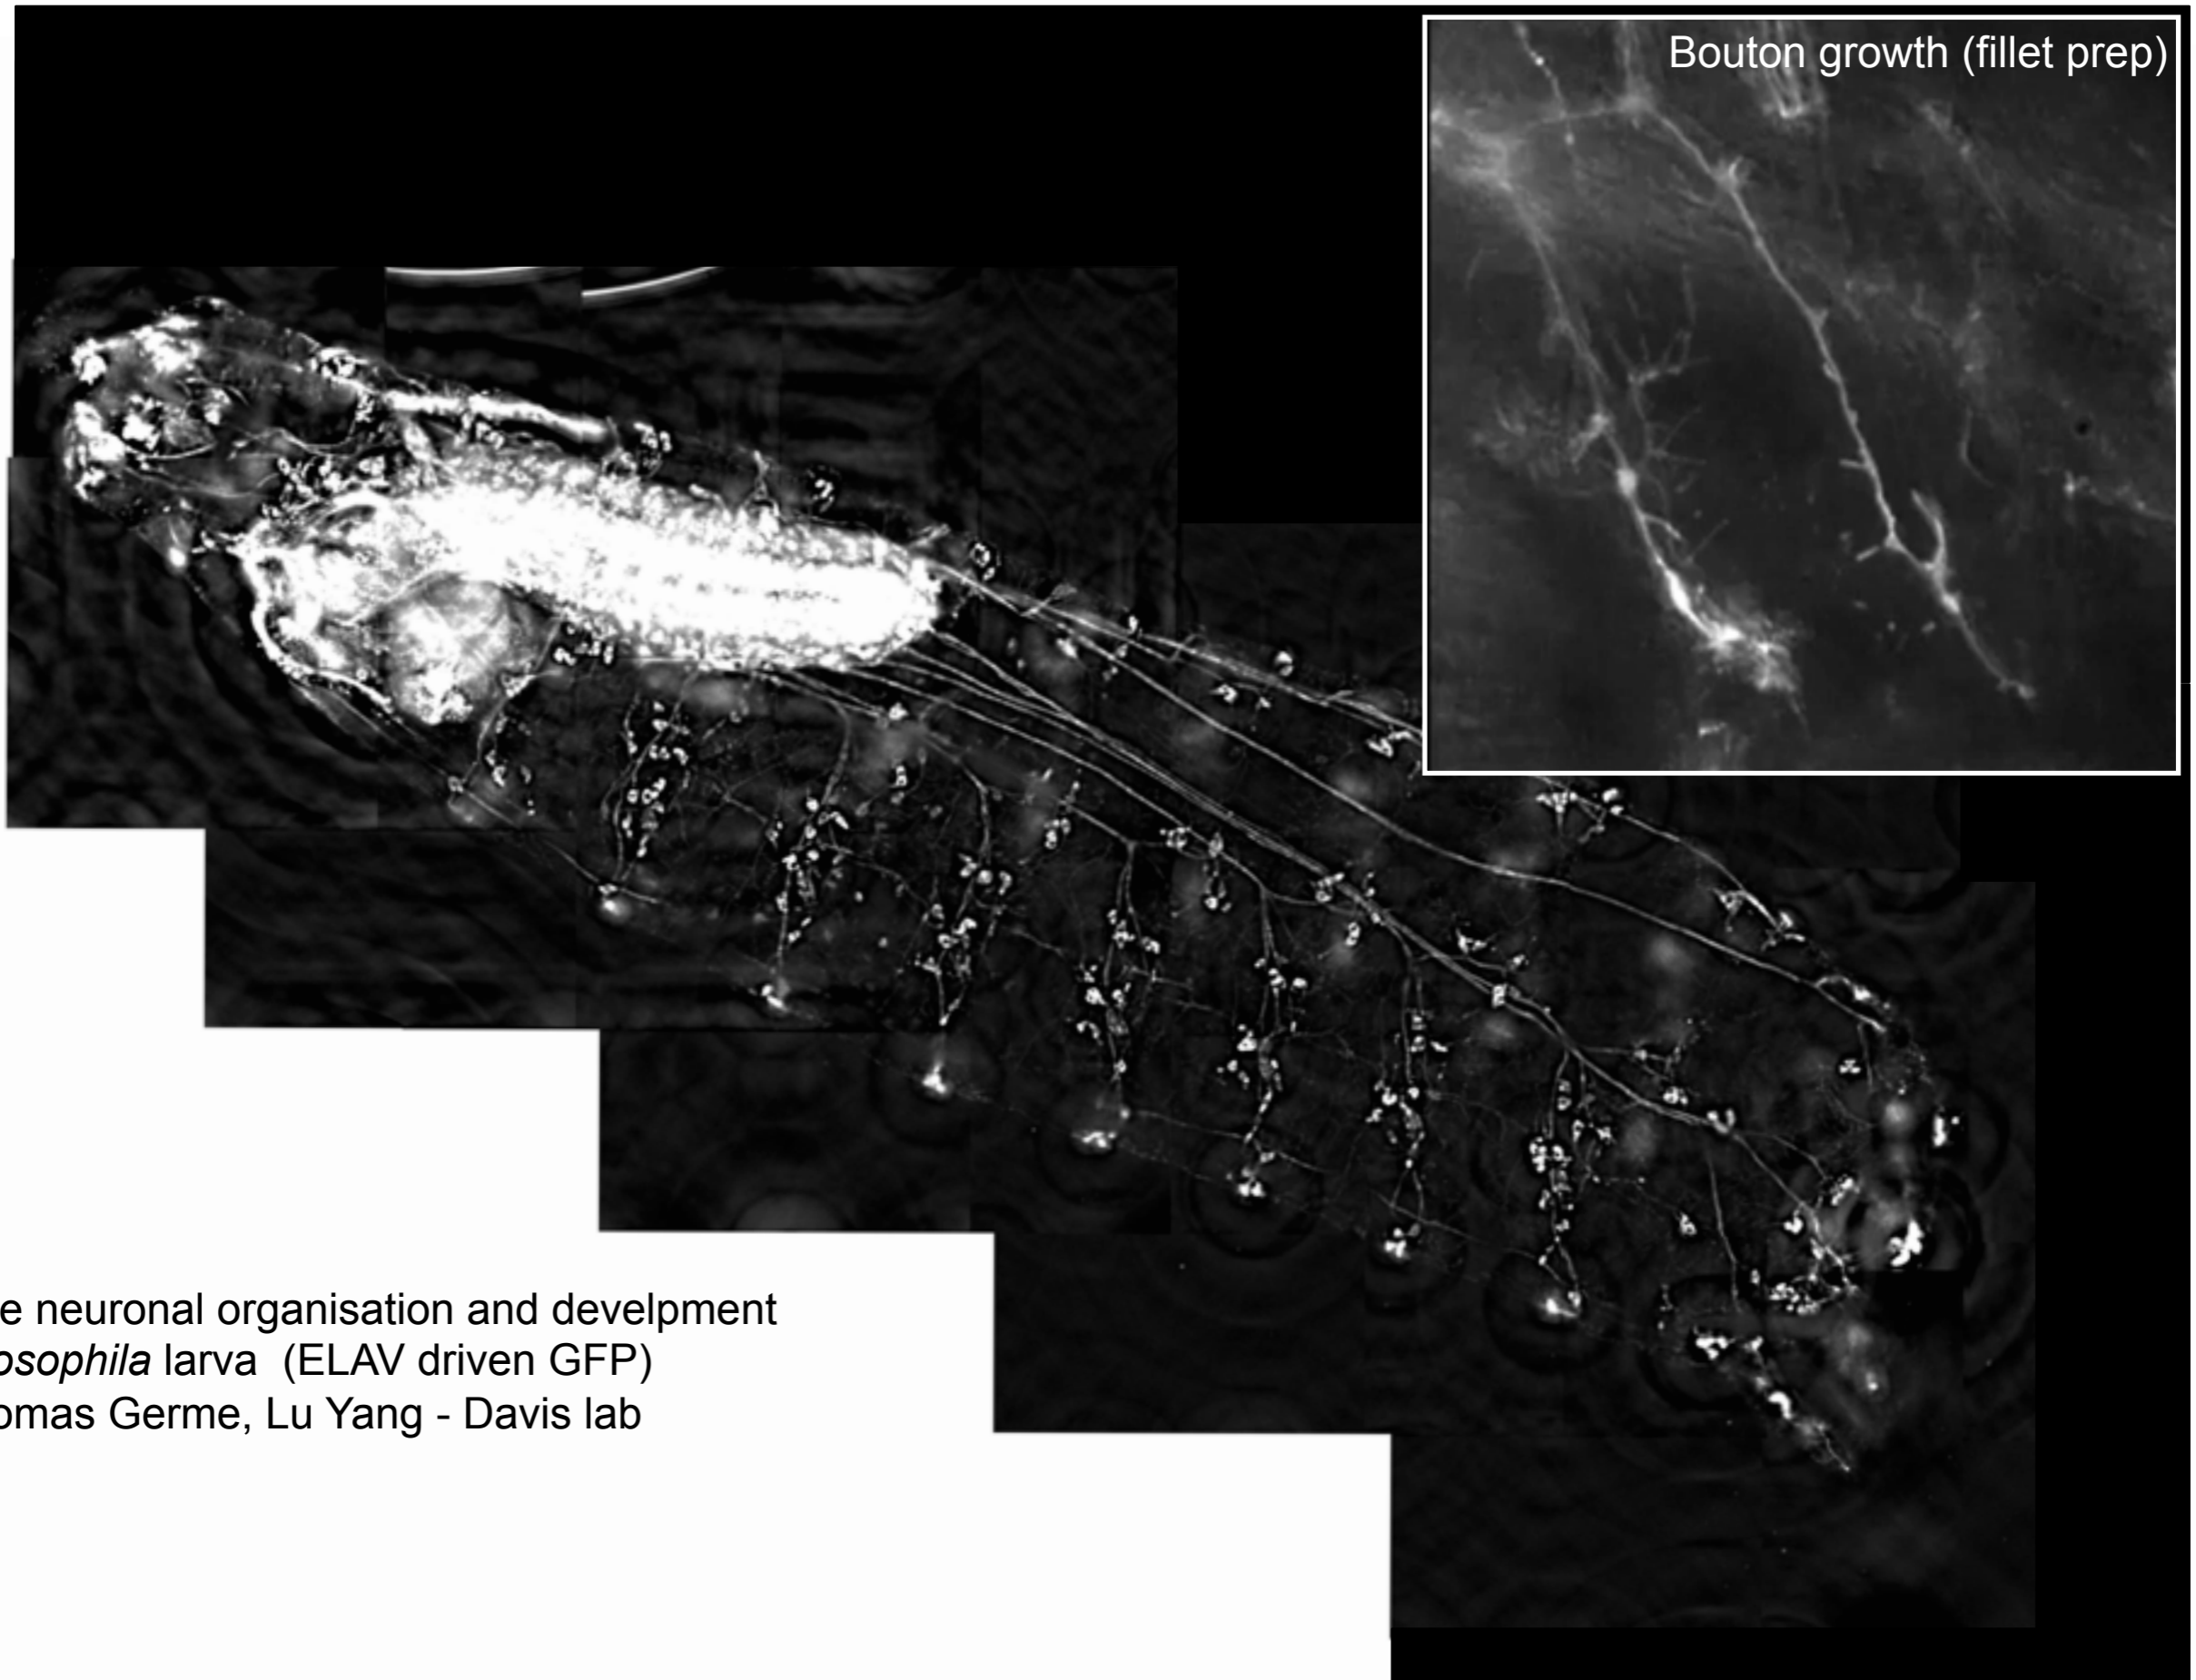 Bouton growth (fillet prep)
e neuronal organisation and develpment
osophila larva (ELAV driven GFP)
omas Germe, Lu Yang - Davis lab